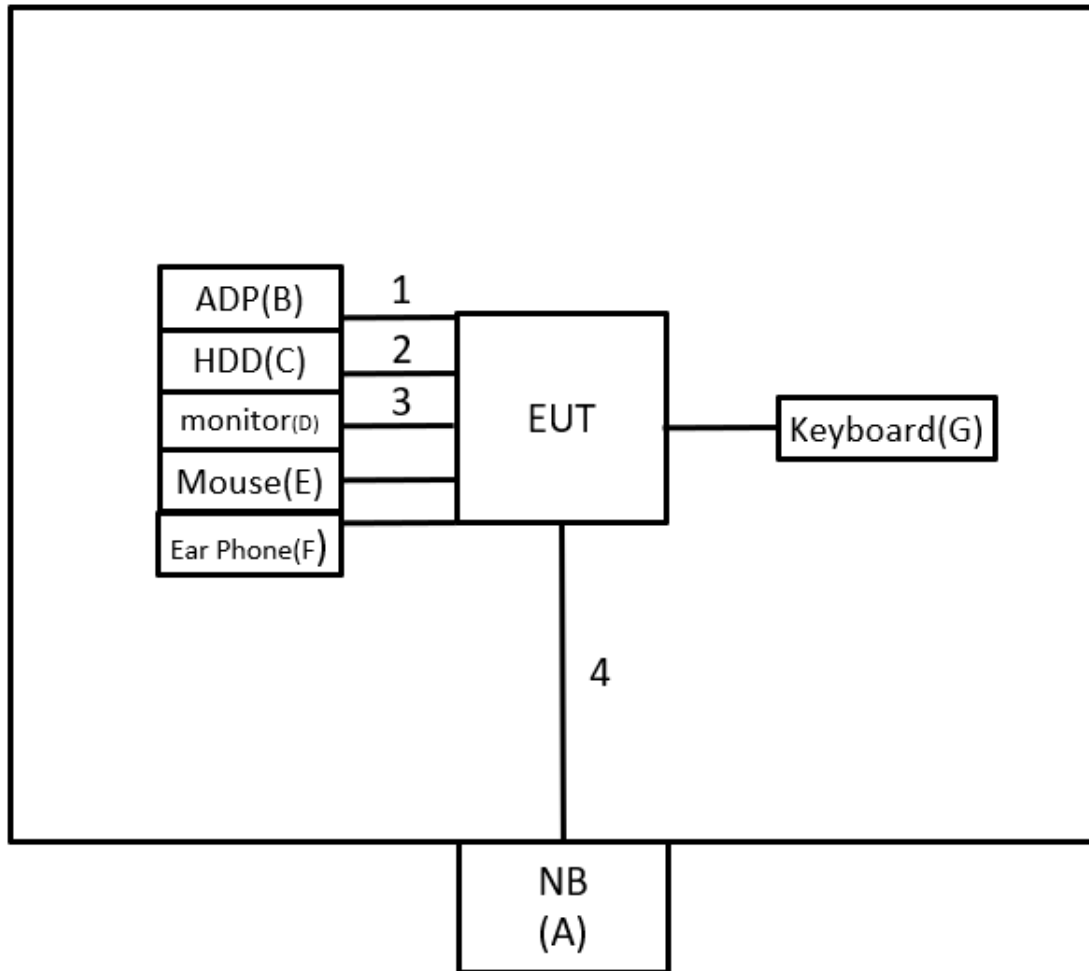 ADP(B)
1
HDD(C)
2
monitor(D)
3
EUT
Keyboard(G)
Mouse(E)
Ear Phone(F)
4
NB
(A)